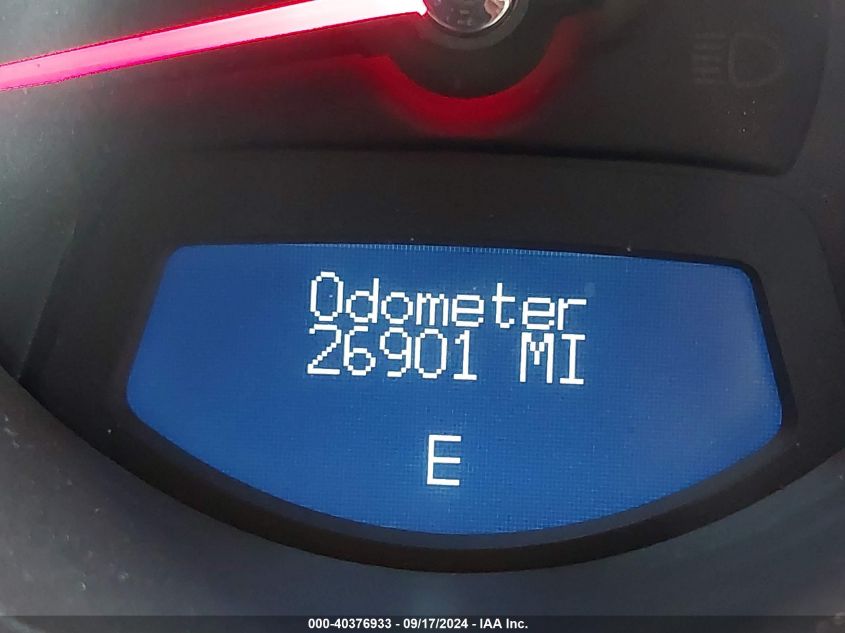 Odometer
26901 MI
E
000-40376933 - 09/17/2024 - IAA Inc.